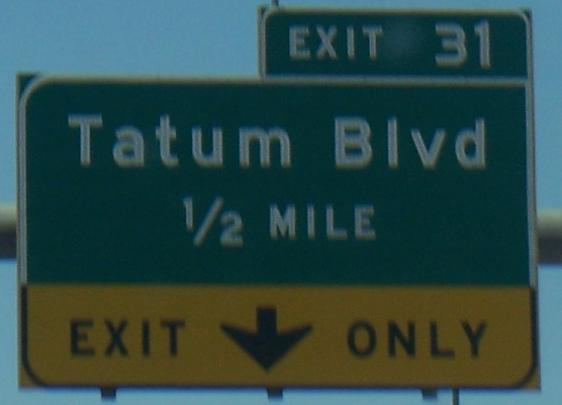 EXIT 31
Tatum Blvd
1/2 MILE
EXIT ONLY